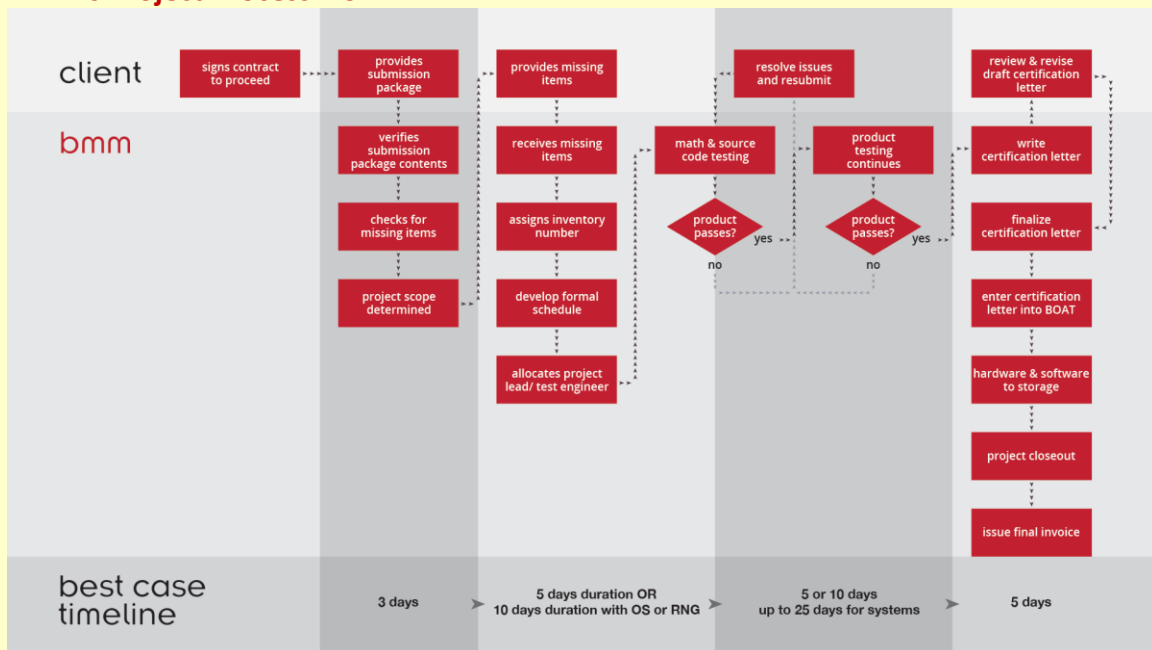 client
signs contract
to proceed
provides
submission
package
provides missing
items
resolve issues
and resubmit
review & revise
draft certification
letter
bmm
verifies
submission
package contents
receives missing
items
math & source
code testing
product
testing
continues
write
certification letter
checks for
missing items
assigns inventory
number
product
passes?
yes
no
product
passes?
yes
no
finalize
certification letter
project scope
determined
develop formal
schedule
enter certification
letter into BOAT
allocates project
lead/ test engineer
hardware & software
to storage
project closeout
issue final invoice
best case
timeline
3 days
5 days duration OR
10 days duration with OS or RNG
5 or 10 days
up to 25 days for systems
5 days